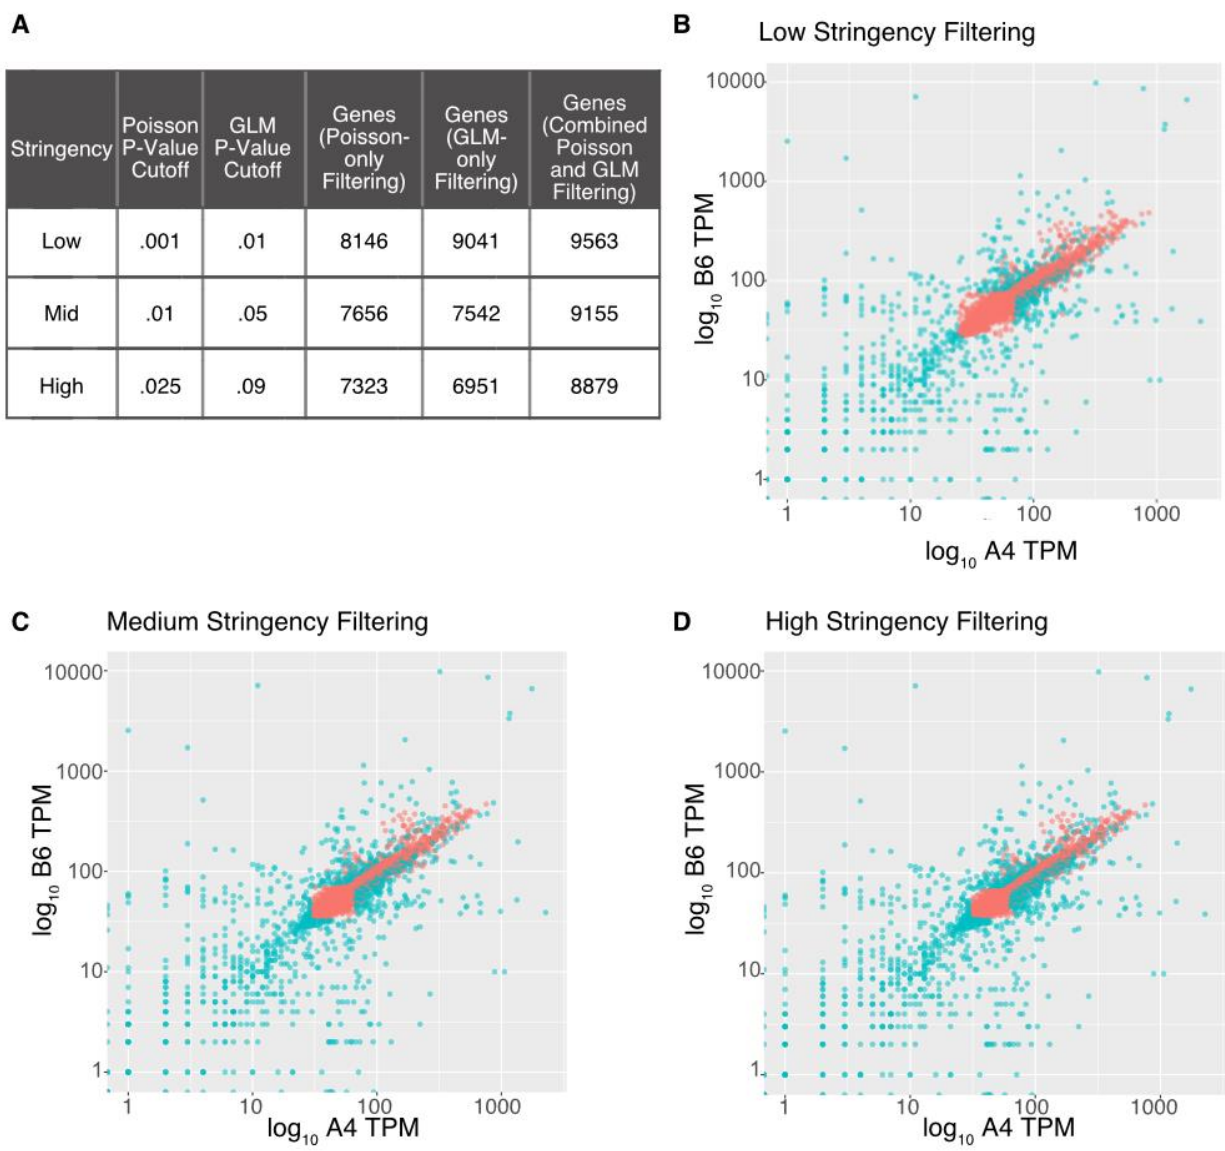 A
Stringency
Poisson
P-Value
Cutoff
GLM
P-Value
Cutoff
Genes
(Poisson-
only
Filtering)
Genes
(GLM-
only
Filtering)
Genes
(Combined
Poisson
and GLM
Filtering)
Low .001 .01 8146 9041 9563
Mid .01 .05 7656 7542 9155
High .025 .09 7323 6951 8879
B Low Stringency Filtering
10000
1000
100
10
1
log10 B6 TPM
1 10 100 1000
log10 A4 TPM
C Medium Stringency Filtering
10000
1000
100
10
1
log10 B6 TPM
1 10 100 1000
log10 A4 TPM
D High Stringency Filtering
10000
1000
100
10
1
log10 B6 TPM
1 10 100 1000
log10 A4 TPM